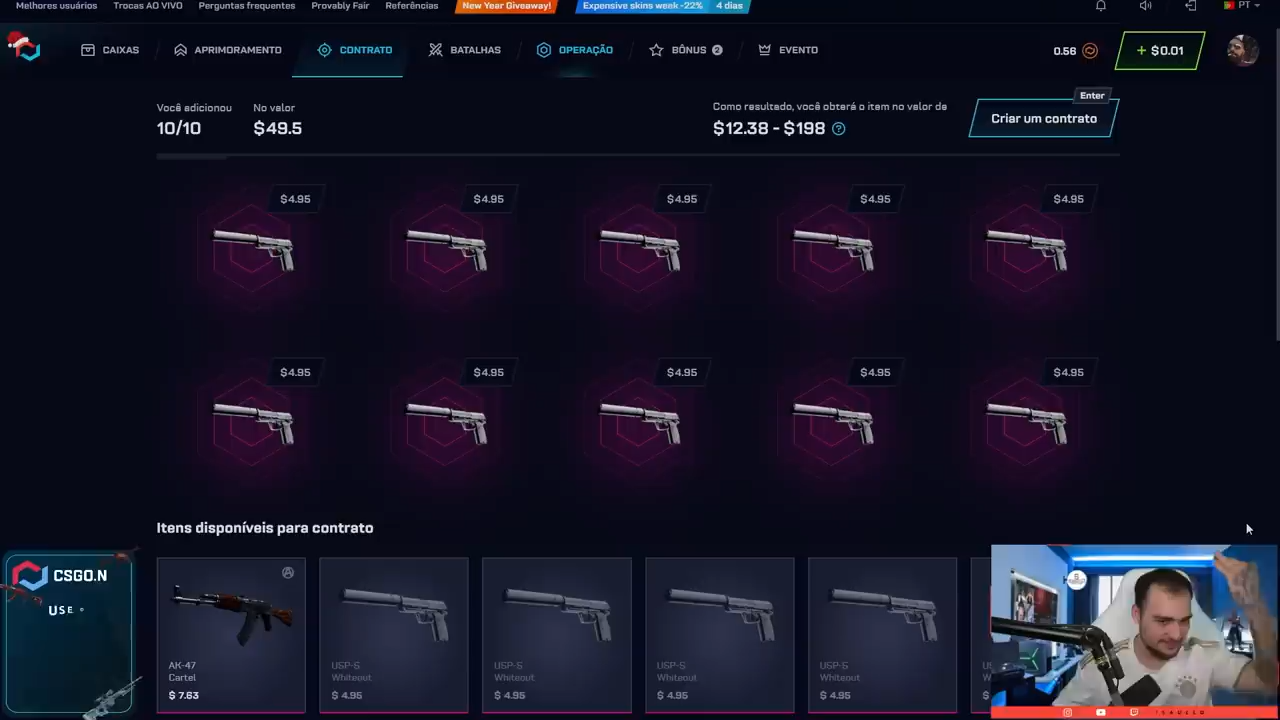 Melhores usuários
Trocas AO VIVO
Perguntas frequentes
Provably Fair
Referências
New Year Giveaway!
Expensive skins week -22%
4 dias
PT
CAIXAS
APRIMORAMENTO
CONTRATO
BATALHAS
OPERAÇÃO
BÔNUS 2
EVENTO
0.56
+ $0.01
Você adicionou
10/10
No valor
$49.5
Como resultado, você obterá o item no valor de
$12.38 - $198 ?
Enter
Criar um contrato
$4.95
$4.95
$4.95
$4.95
$4.95
$4.95
$4.95
$4.95
$4.95
$4.95
Itens disponíveis para contrato
AK-47
Cartel
$ 7.63
USP-S
Whiteout
$ 4.95
USP-S
Whiteout
$ 4.95
USP-S
Whiteout
$ 4.95
USP-S
Whiteout
$ 4.95
CSGO.N
USE